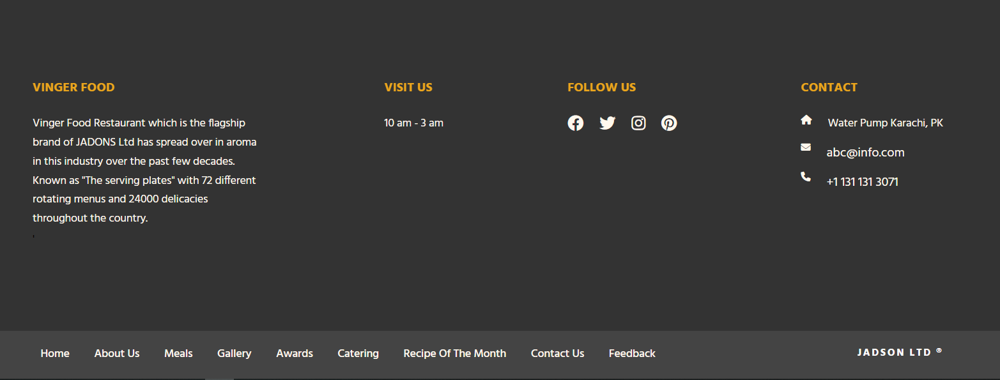 VINGER FOOD
Vinger Food Restaurant which is the flagship
brand of JADONS Ltd has spread over in aroma
in this industry over the past few decades.
Known as "The serving plates" with 72 different
rotating menus and 24000 delicacies
throughout the country.
'
VISIT US
10 am - 3 am
FOLLOW US
CONTACT
Water Pump Karachi, PK
abc@info.com
+1 131 131 3071
Home About Us Meals Gallery Awards Catering Recipe Of The Month Contact Us Feedback
JADSON LTD ®